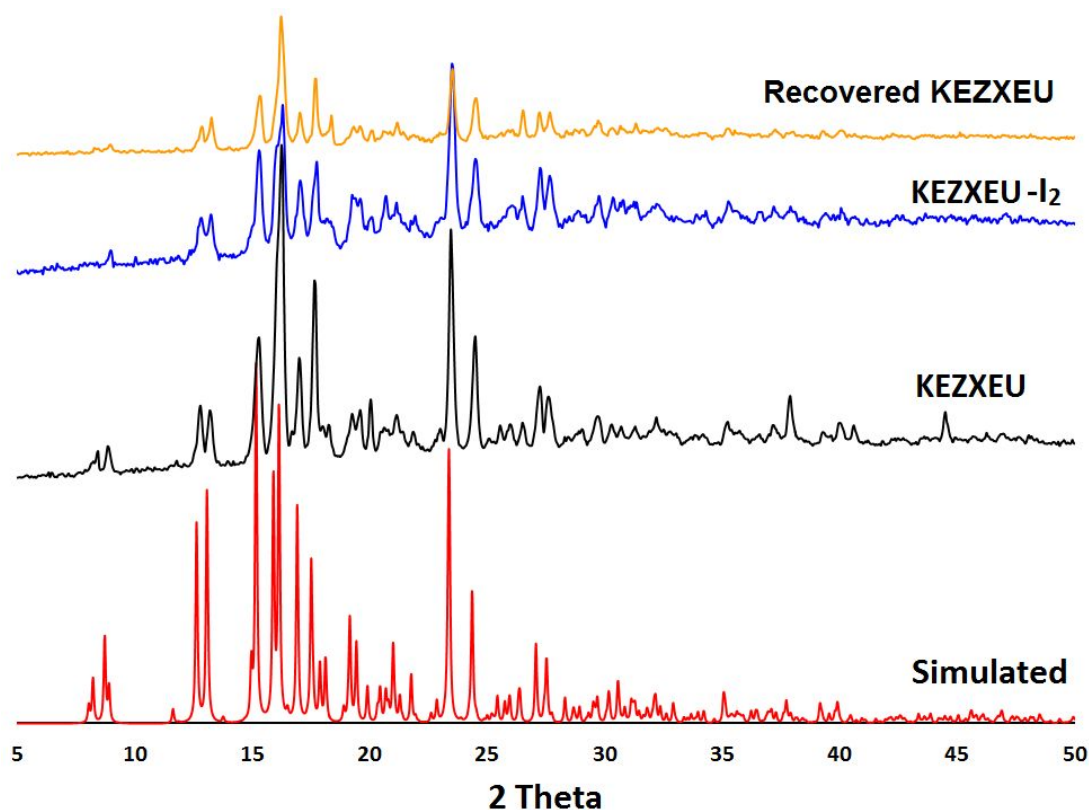 Recovered KEZXEU
KEZXEU -I₂
KEZXEU
Simulated
5 10 15 20 25 30 35 40 45 50
2 Theta